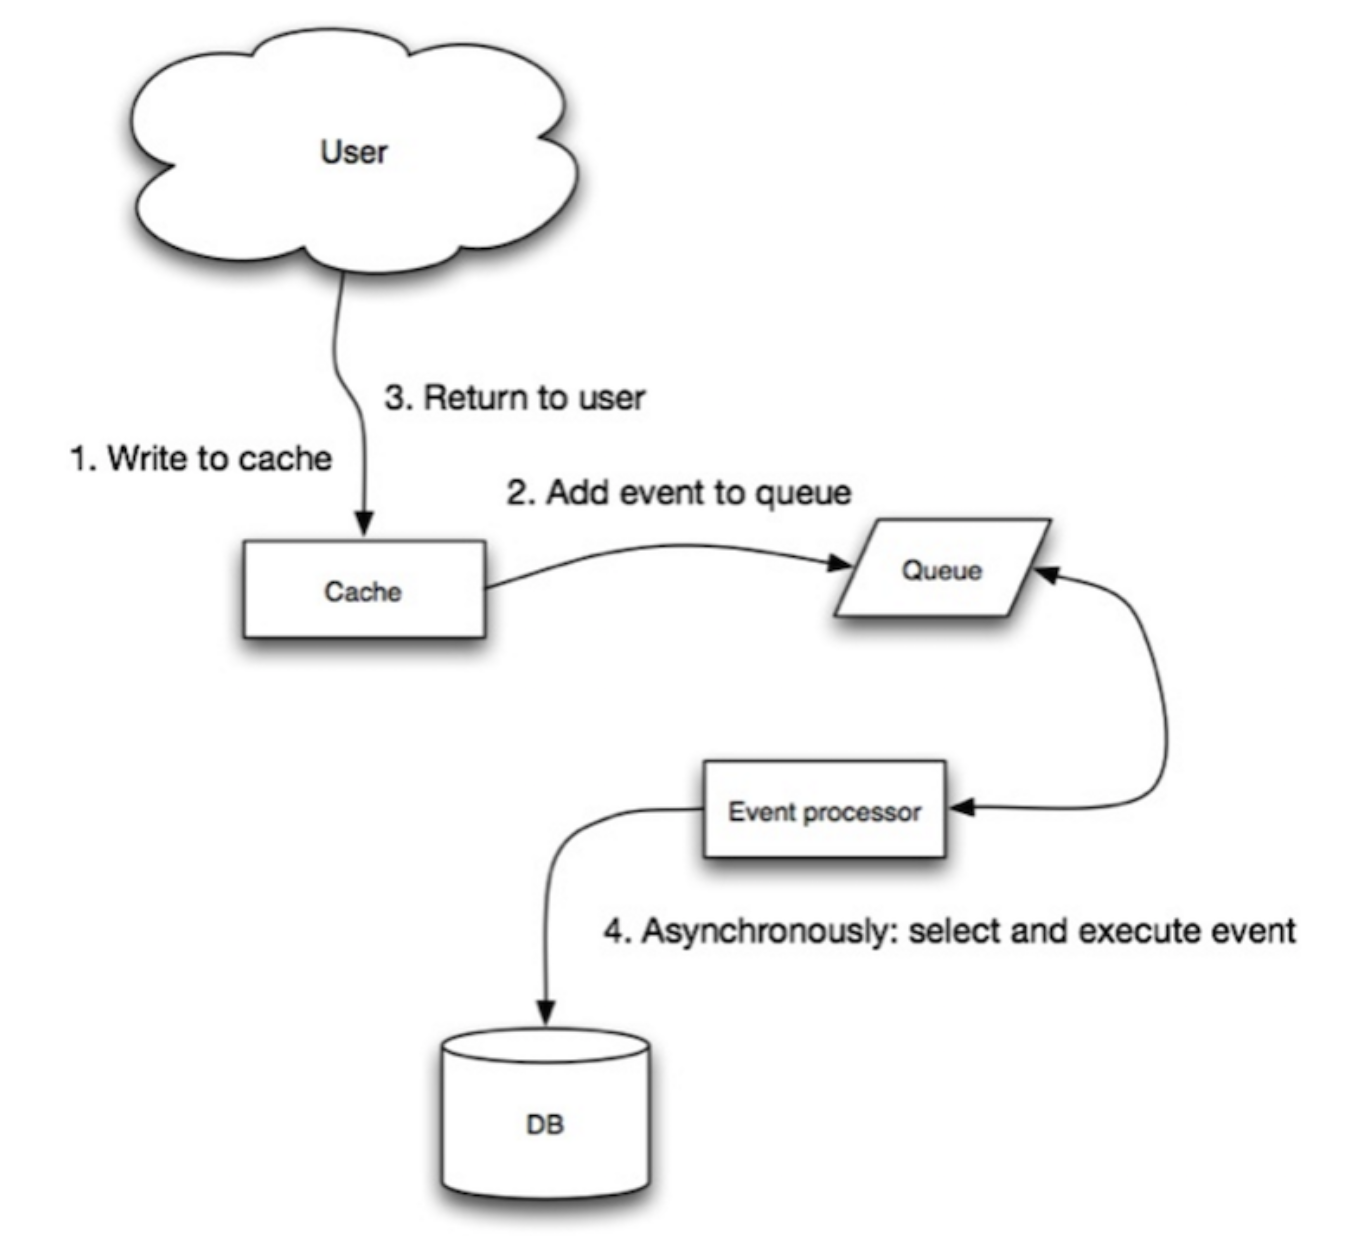 User
3. Return to user
1. Write to cache
2. Add event to queue
Queue
Cache
Event processor
4. Asynchronously: select and execute event
DB